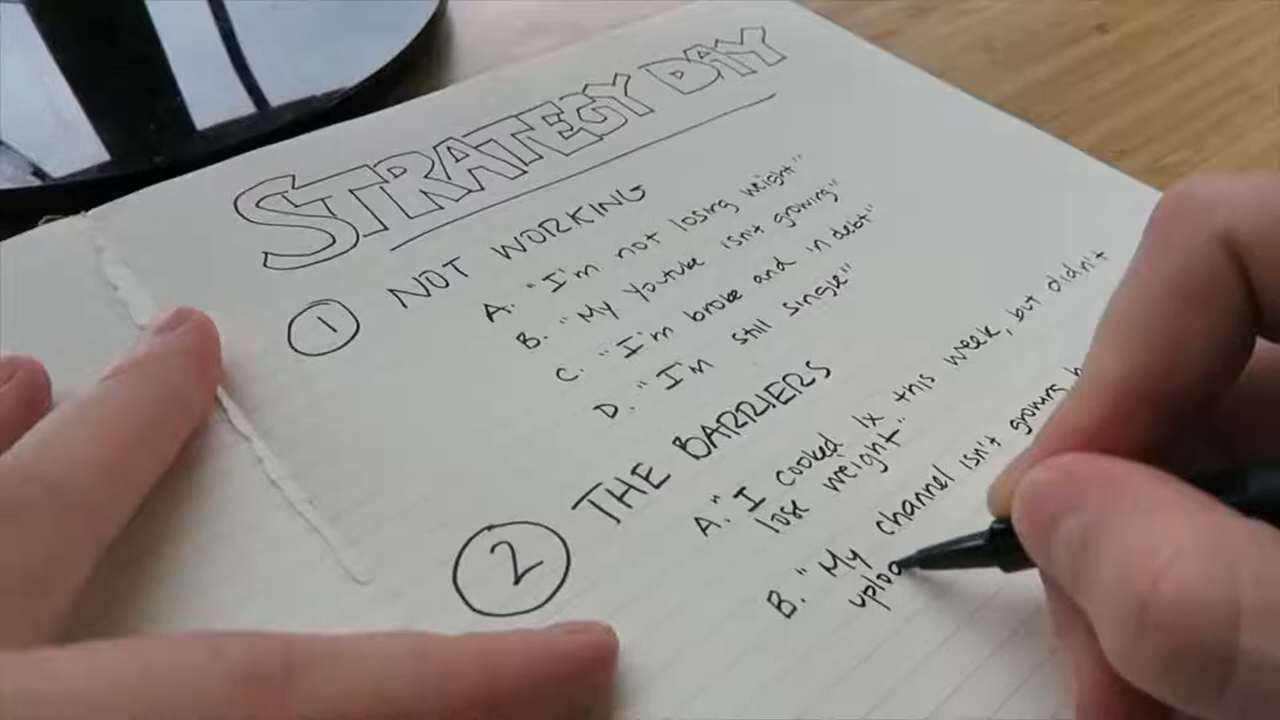 STRATEGY DAY
1 NOT WORKING
A. "I'm not losing weight"
B. "My Youtube isn't growing"
C. "I'm broke and in debt"
D. "I'm still single"
2 THE BARRIERS
A. "I cooked 1x this week, but didn't
lose weight"
B. "My channel isn't growing
uploa